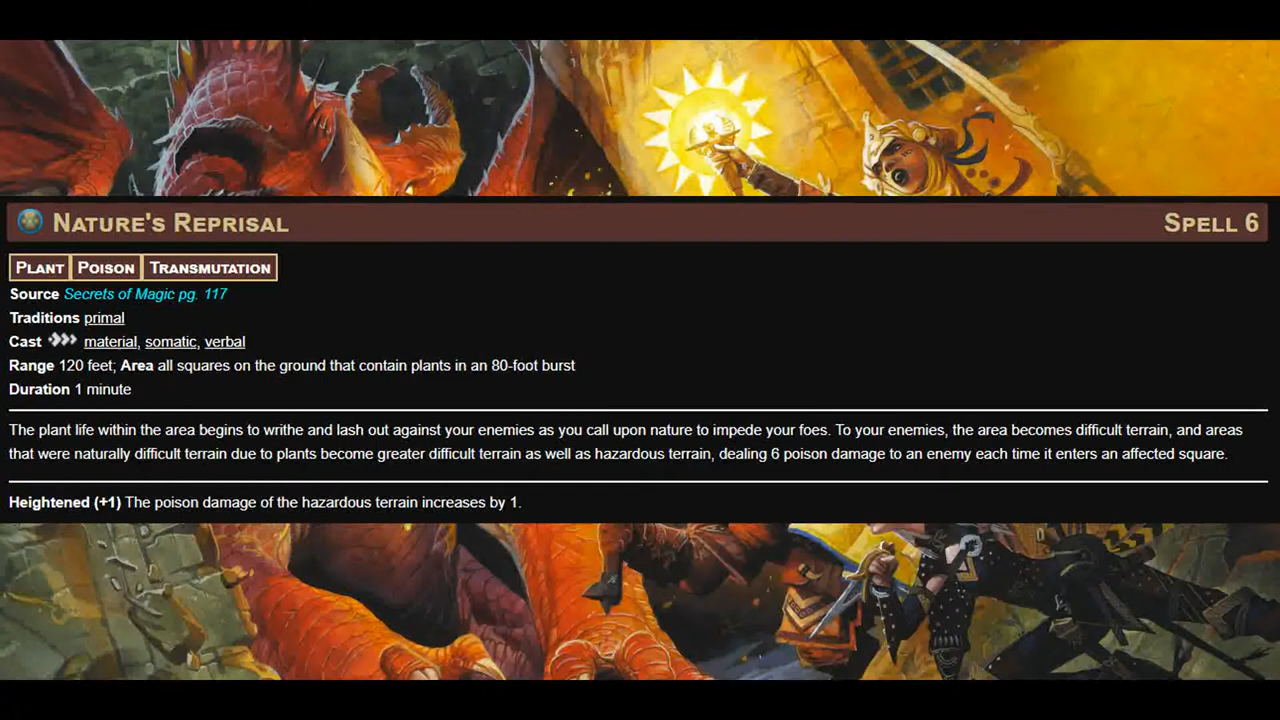 Nature's Reprisal Spell 6
Plant Poison Transmutation
Source Secrets of Magic pg. 117
Traditions primal
Cast material, somatic, verbal
Range 120 feet; Area all squares on the ground that contain plants in an 80-foot burst
Duration 1 minute
The plant life within the area begins to writhe and lash out against your enemies as you call upon nature to impede your foes. To your enemies, the area becomes difficult terrain, and areas
that were naturally difficult terrain due to plants become greater difficult terrain as well as hazardous terrain, dealing 6 poison damage to an enemy each time it enters an affected square.
Heightened (+1) The poison damage of the hazardous terrain increases by 1.